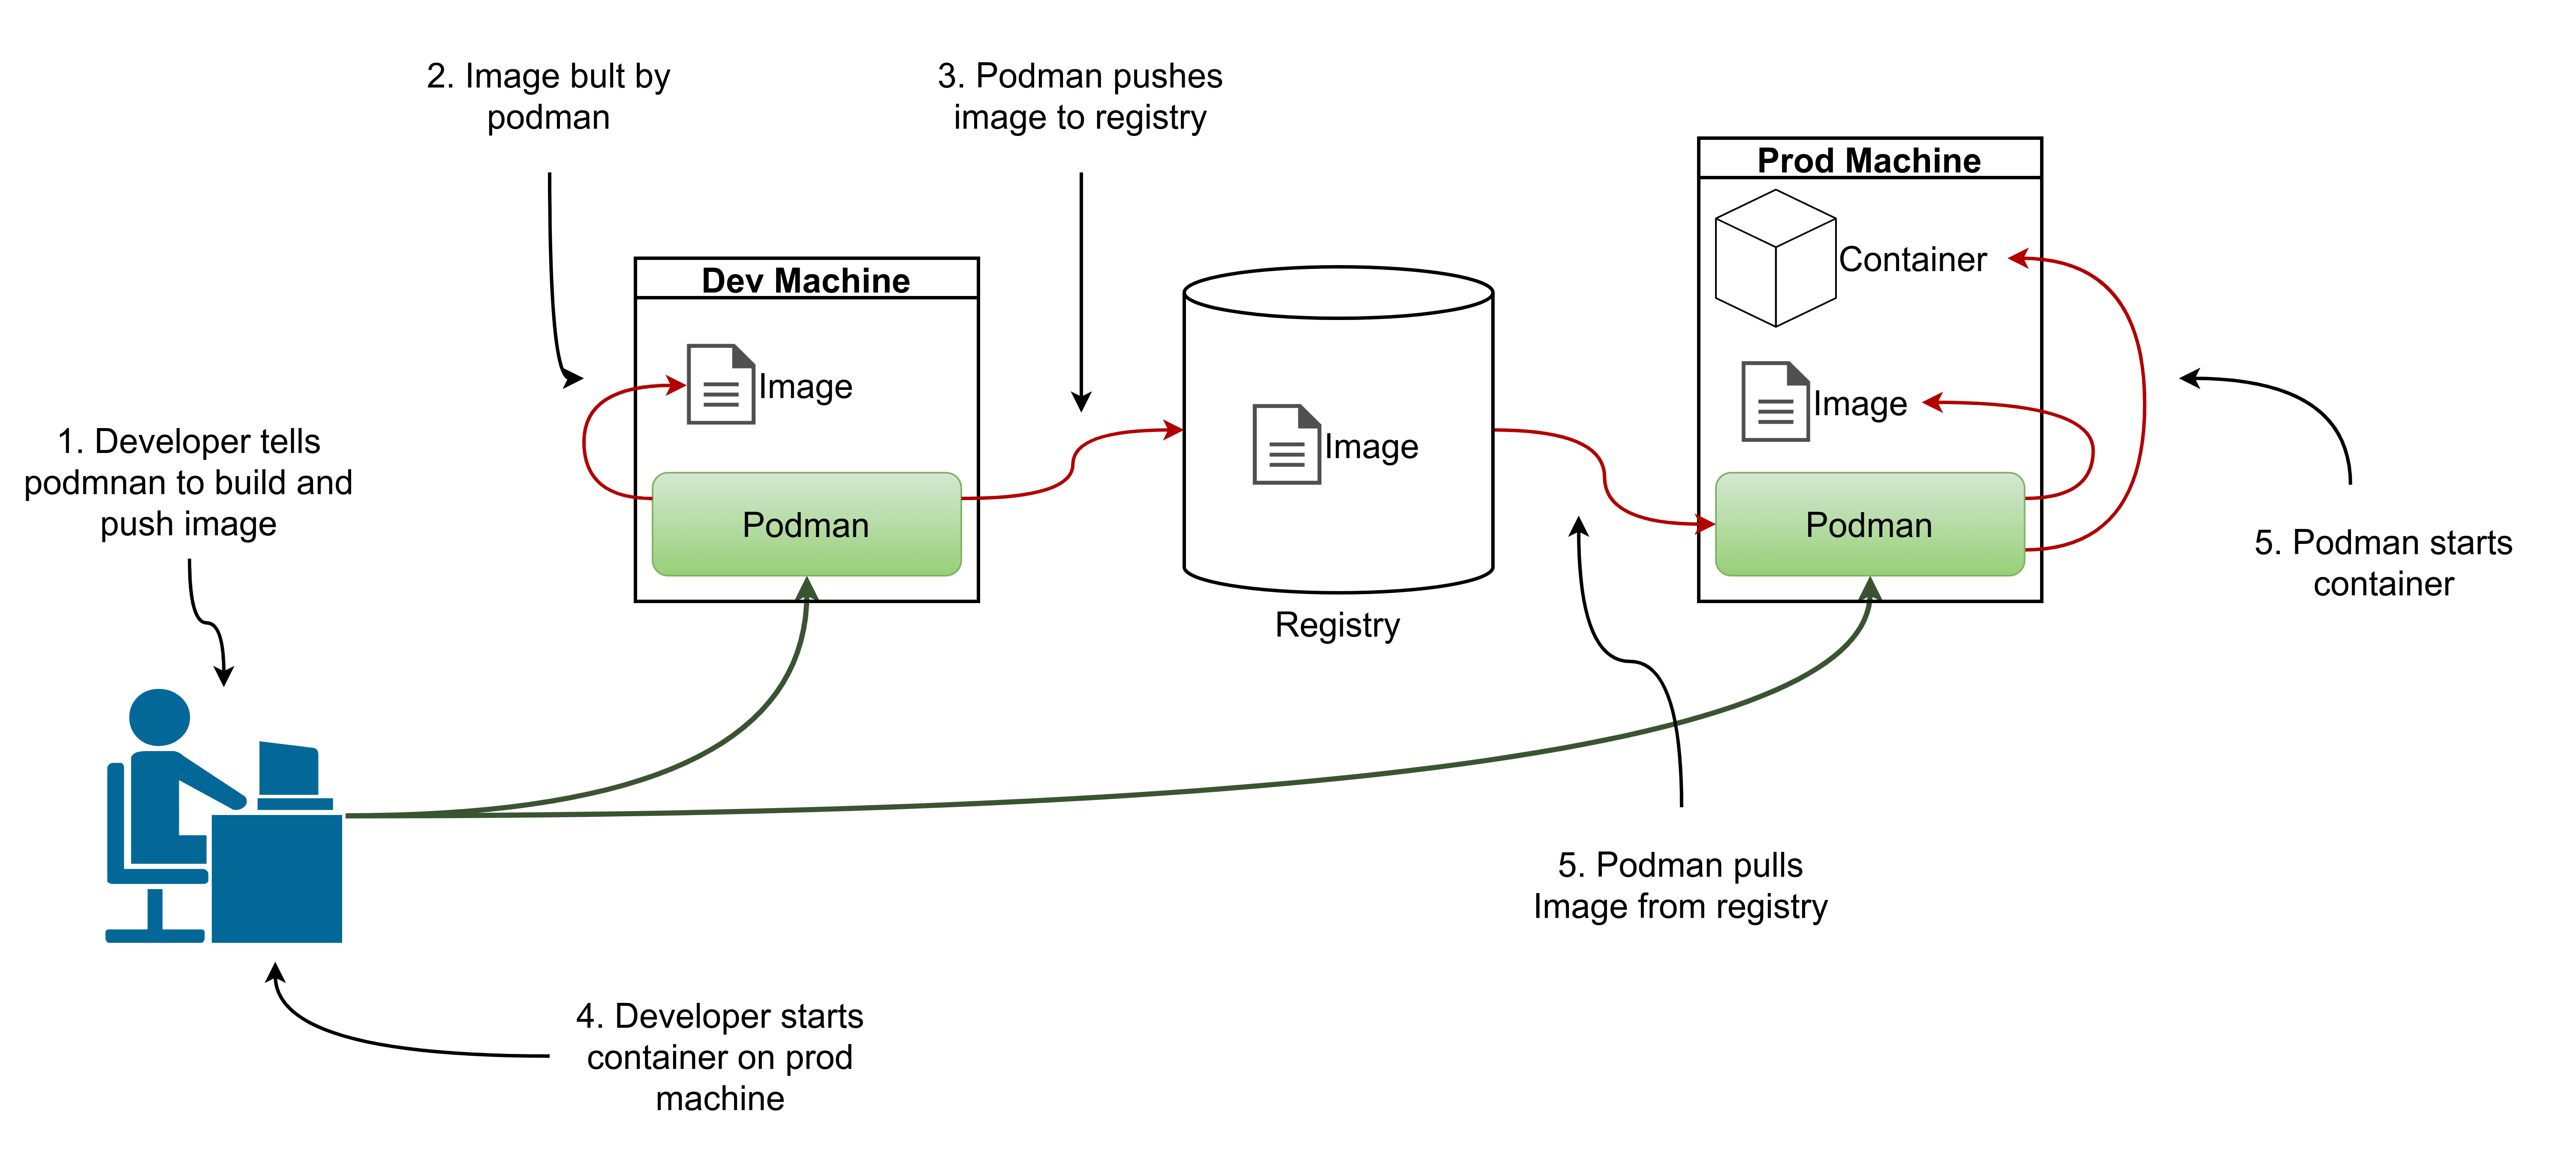 2. Image bult by
podman
3. Podman pushes
image to registry
Prod Machine
Container
Dev Machine
Image
Image
Image
1. Developer tells
podmnan to build and
push image
Podman
Podman
5. Podman starts
container
Registry
5. Podman pulls
Image from registry
4. Developer starts
container on prod
machine